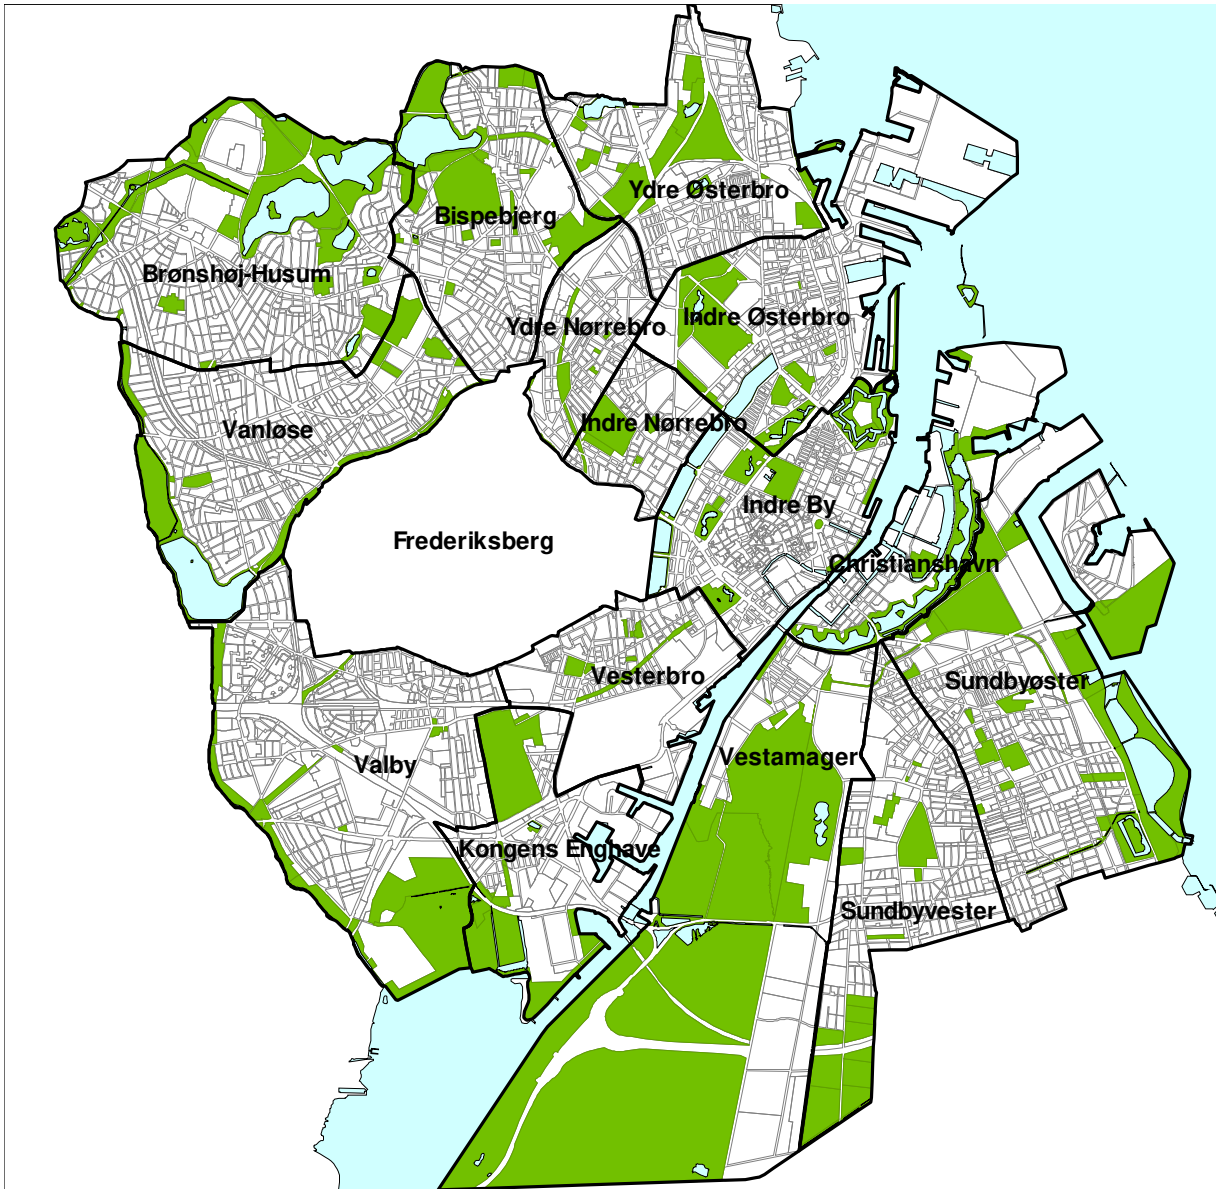 Ydre Østerbro
Bispebjerg
Brønshøj-Husum
Indre Østerbro
Ydre Nørrebro
Indre Nørrebro
Vanløse
Indre By
Frederiksberg
Christianshavn
Vesterbro
Sundbyøster
Vestamager
Valby
Kongens Enghave
Sundbyvester